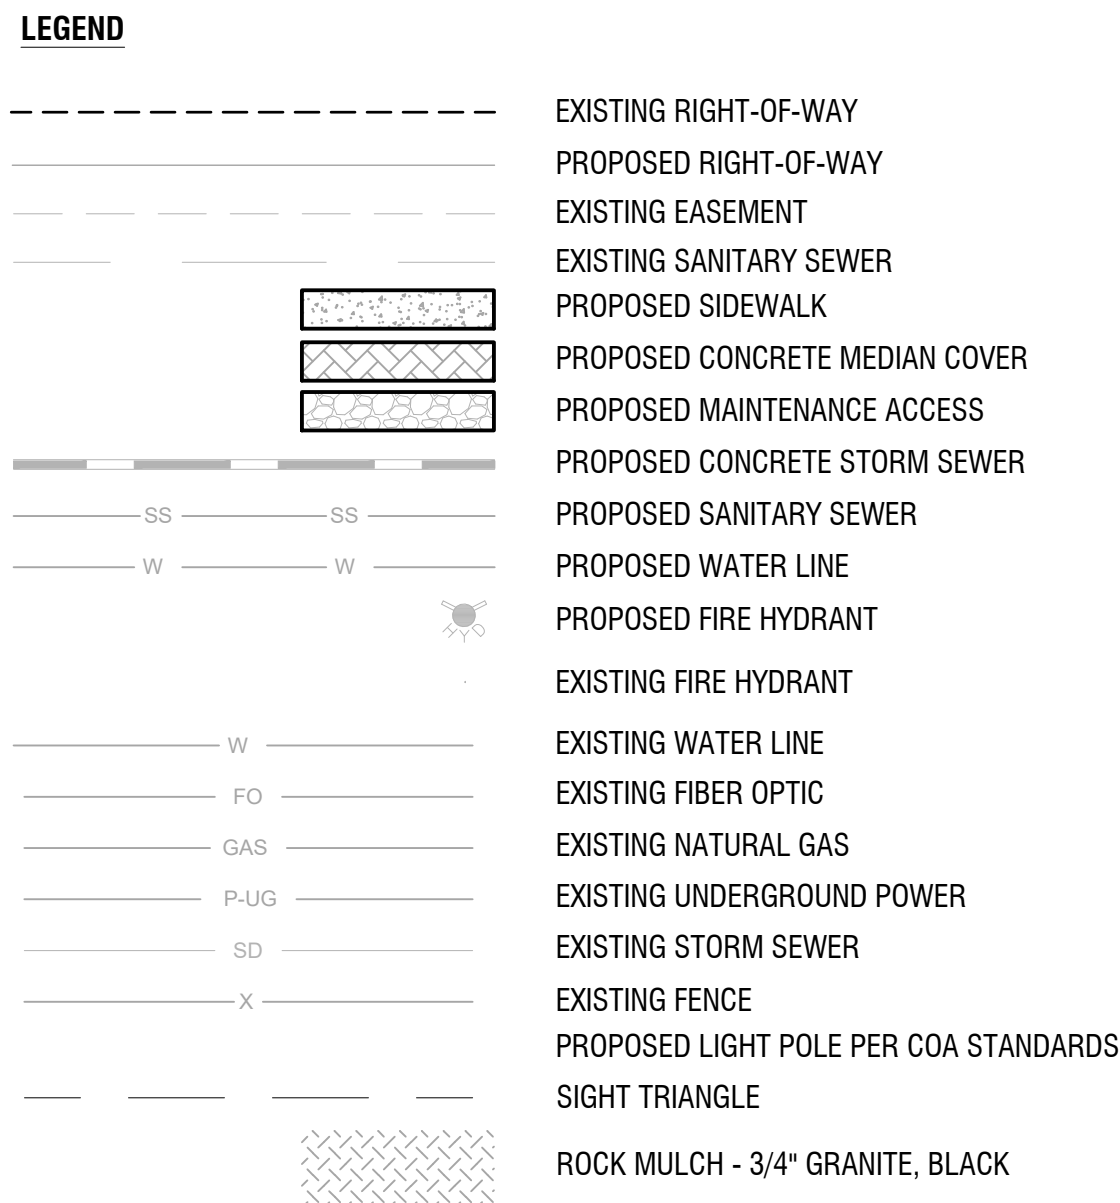 LEGEND
EXISTING RIGHT-OF-WAY
PROPOSED RIGHT-OF-WAY
EXISTING EASEMENT
EXISTING SANITARY SEWER
PROPOSED SIDEWALK
PROPOSED CONCRETE MEDIAN COVER
PROPOSED MAINTENANCE ACCESS
PROPOSED CONCRETE STORM SEWER
SS SS PROPOSED SANITARY SEWER
W W PROPOSED WATER LINE
HYD PROPOSED FIRE HYDRANT
EXISTING FIRE HYDRANT
W EXISTING WATER LINE
FO EXISTING FIBER OPTIC
GAS EXISTING NATURAL GAS
P-UG EXISTING UNDERGROUND POWER
SD EXISTING STORM SEWER
X EXISTING FENCE
PROPOSED LIGHT POLE PER COA STANDARDS
SIGHT TRIANGLE
ROCK MULCH - 3/4" GRANITE, BLACK